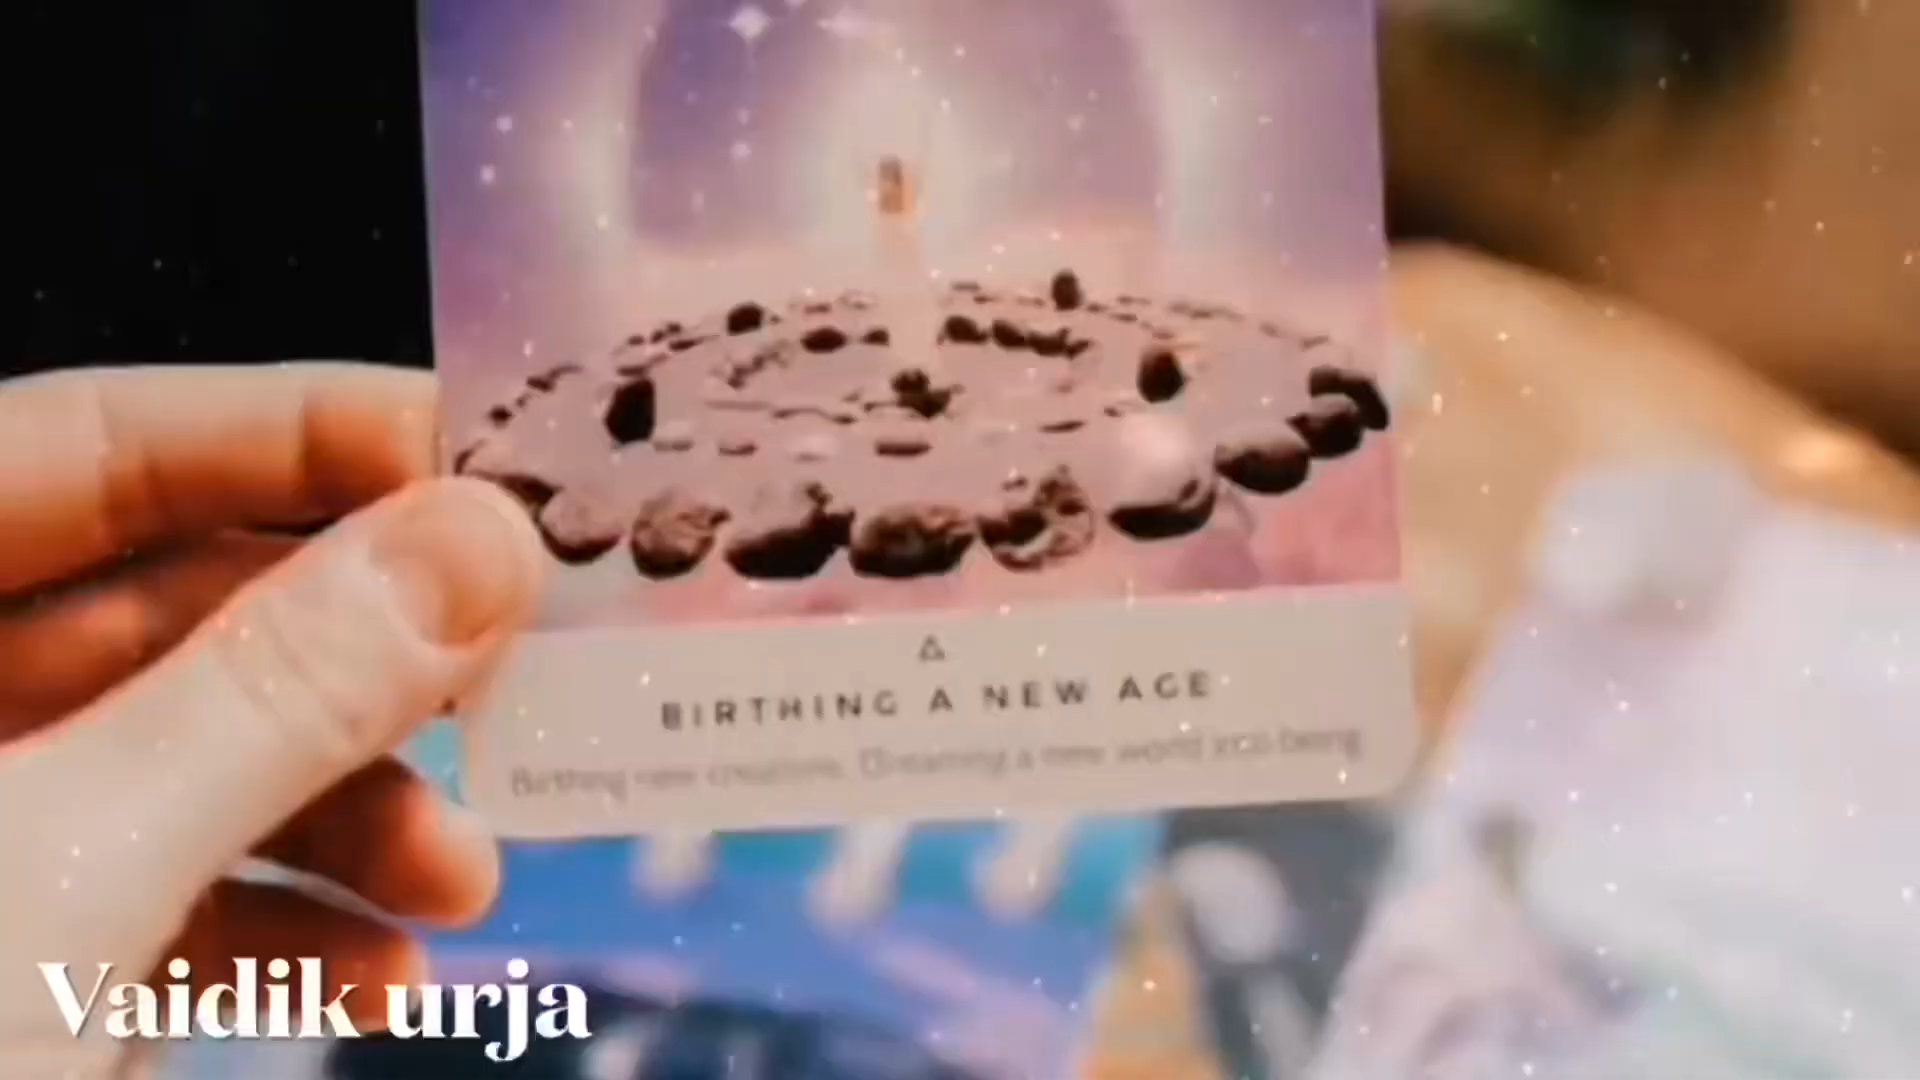 BIRTHING A NEW AGE
Birthing new creations. Dreaming a new world into being
Vaidik urja